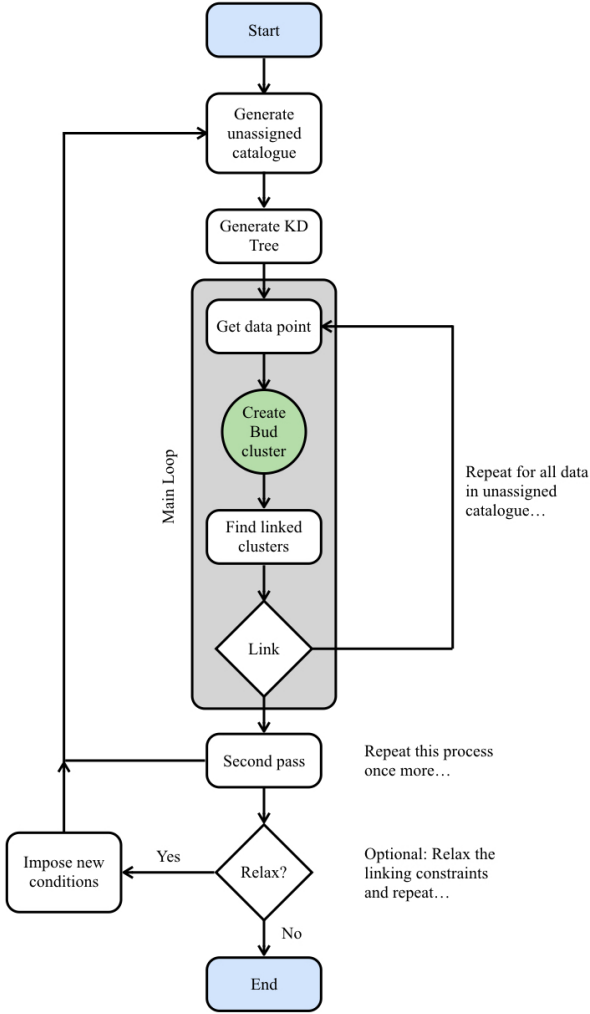 Start
Generate
unassigned
catalogue
Generate KD
Tree
Get data point
Create
Bud
cluster
Main Loop
Repeat for all data
in unassigned
catalogue…
Find linked
clusters
Link
Second pass
Repeat this process
once more…
Impose new
conditions
Yes
Relax?
Optional: Relax the
linking constraints
and repeat…
No
End